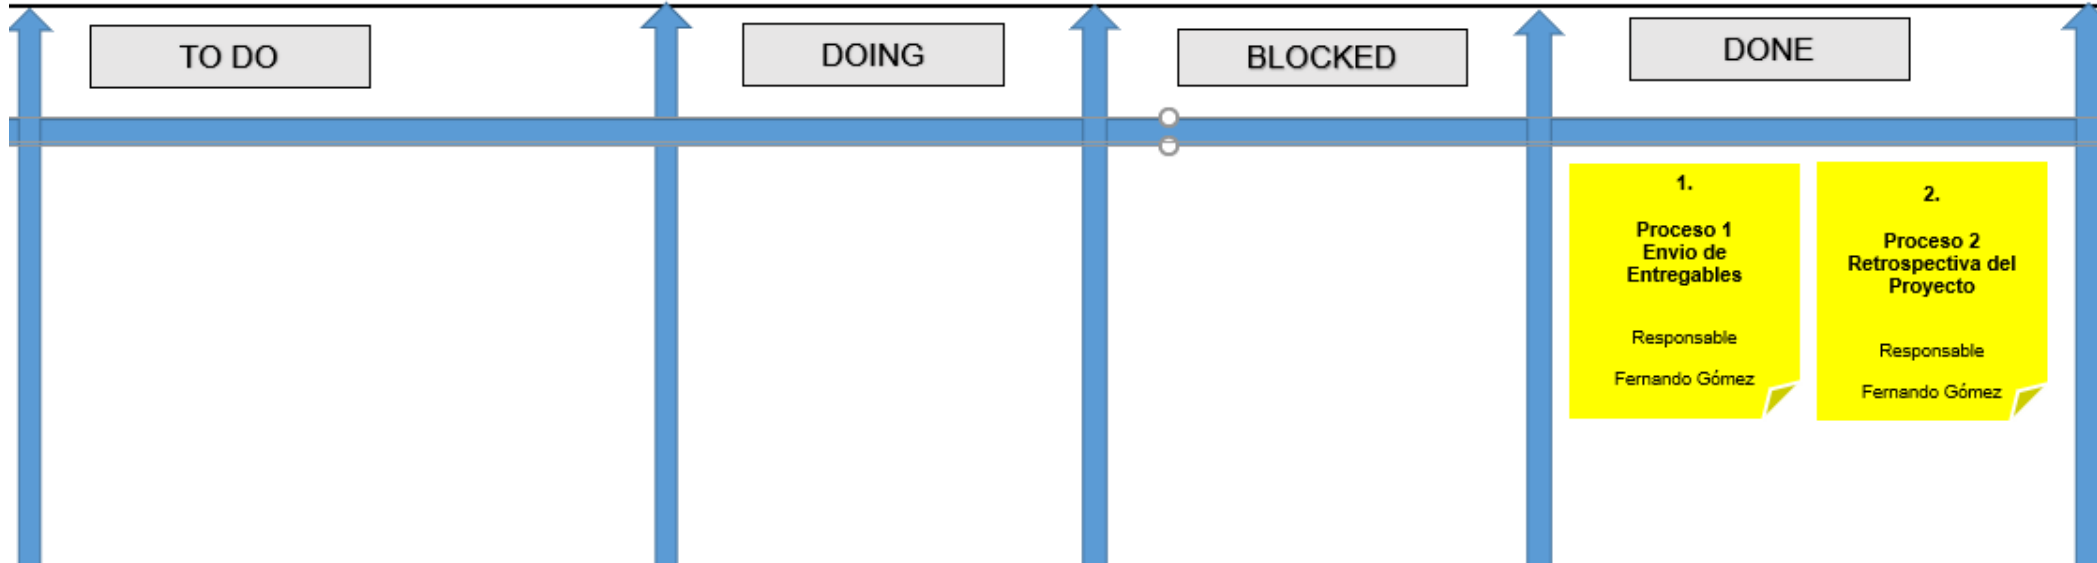 TO DO
DOING
BLOCKED
DONE
1.
Proceso 1
Envio de
Entregables
Responsable
Fernando Gómez
2.
Proceso 2
Retrospectiva del
Proyecto
Responsable
Fernando Gómez